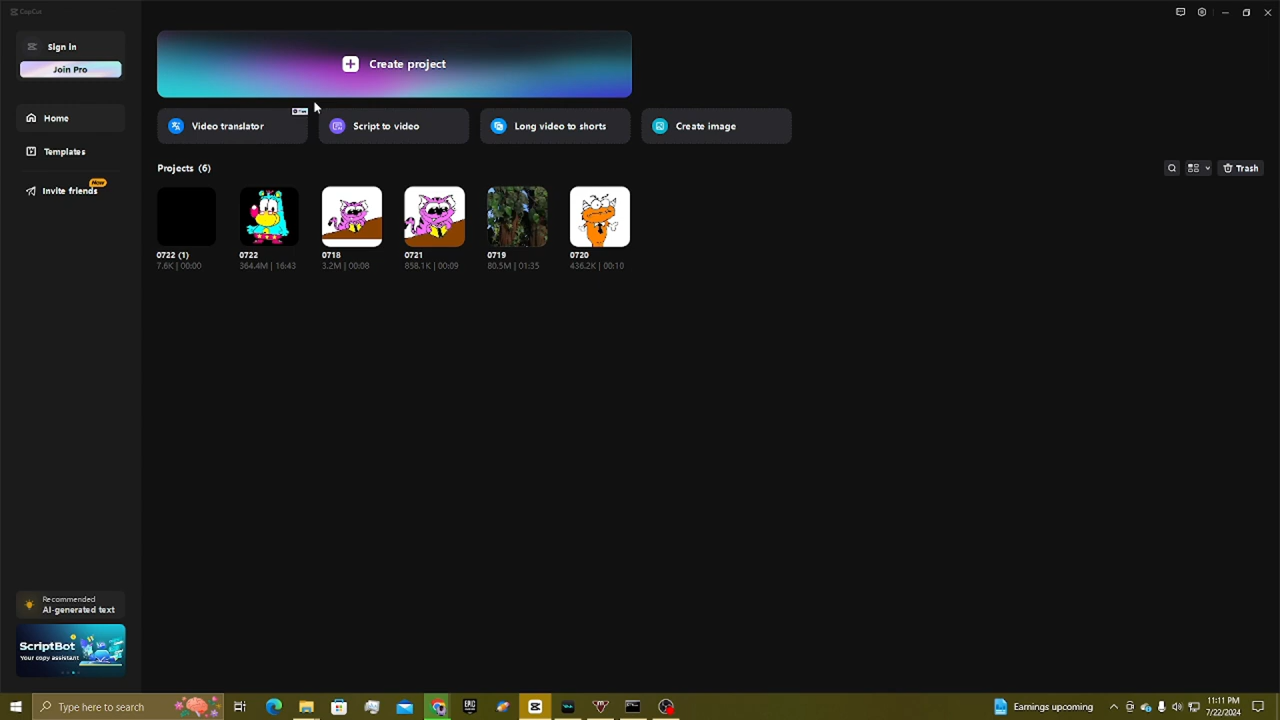 CapCut
Sign in
Join Pro
Home
Templates
Invite friends
New
Create project
Video translator
Script to video
Long video to shorts
Create image
Projects (6)
Trash
0722 (1)
7.6K | 00:00
0722
364.4M | 16:43
0718
3.2M | 00:08
0721
858.1K | 00:09
0719
80.5M | 01:35
0720
436.2K | 00:10
Recommended
AI-generated text
ScriptBot
Your copy assistant
Type here to search
EPIC
Earnings upcoming
11:11 PM
7/22/2024